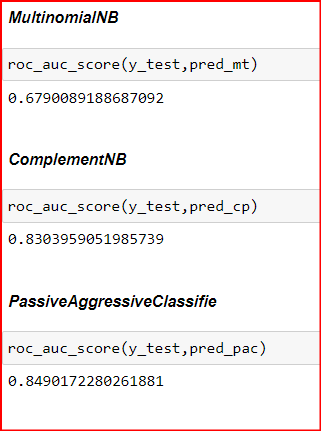 MultinomialNB
roc_auc_score(y_test,pred_mt)
0.6790089188687092
ComplementNB
roc_auc_score(y_test,pred_cp)
0.8303959051985739
PassiveAggressiveClassifie
roc_auc_score(y_test,pred_pac)
0.8490172280261881